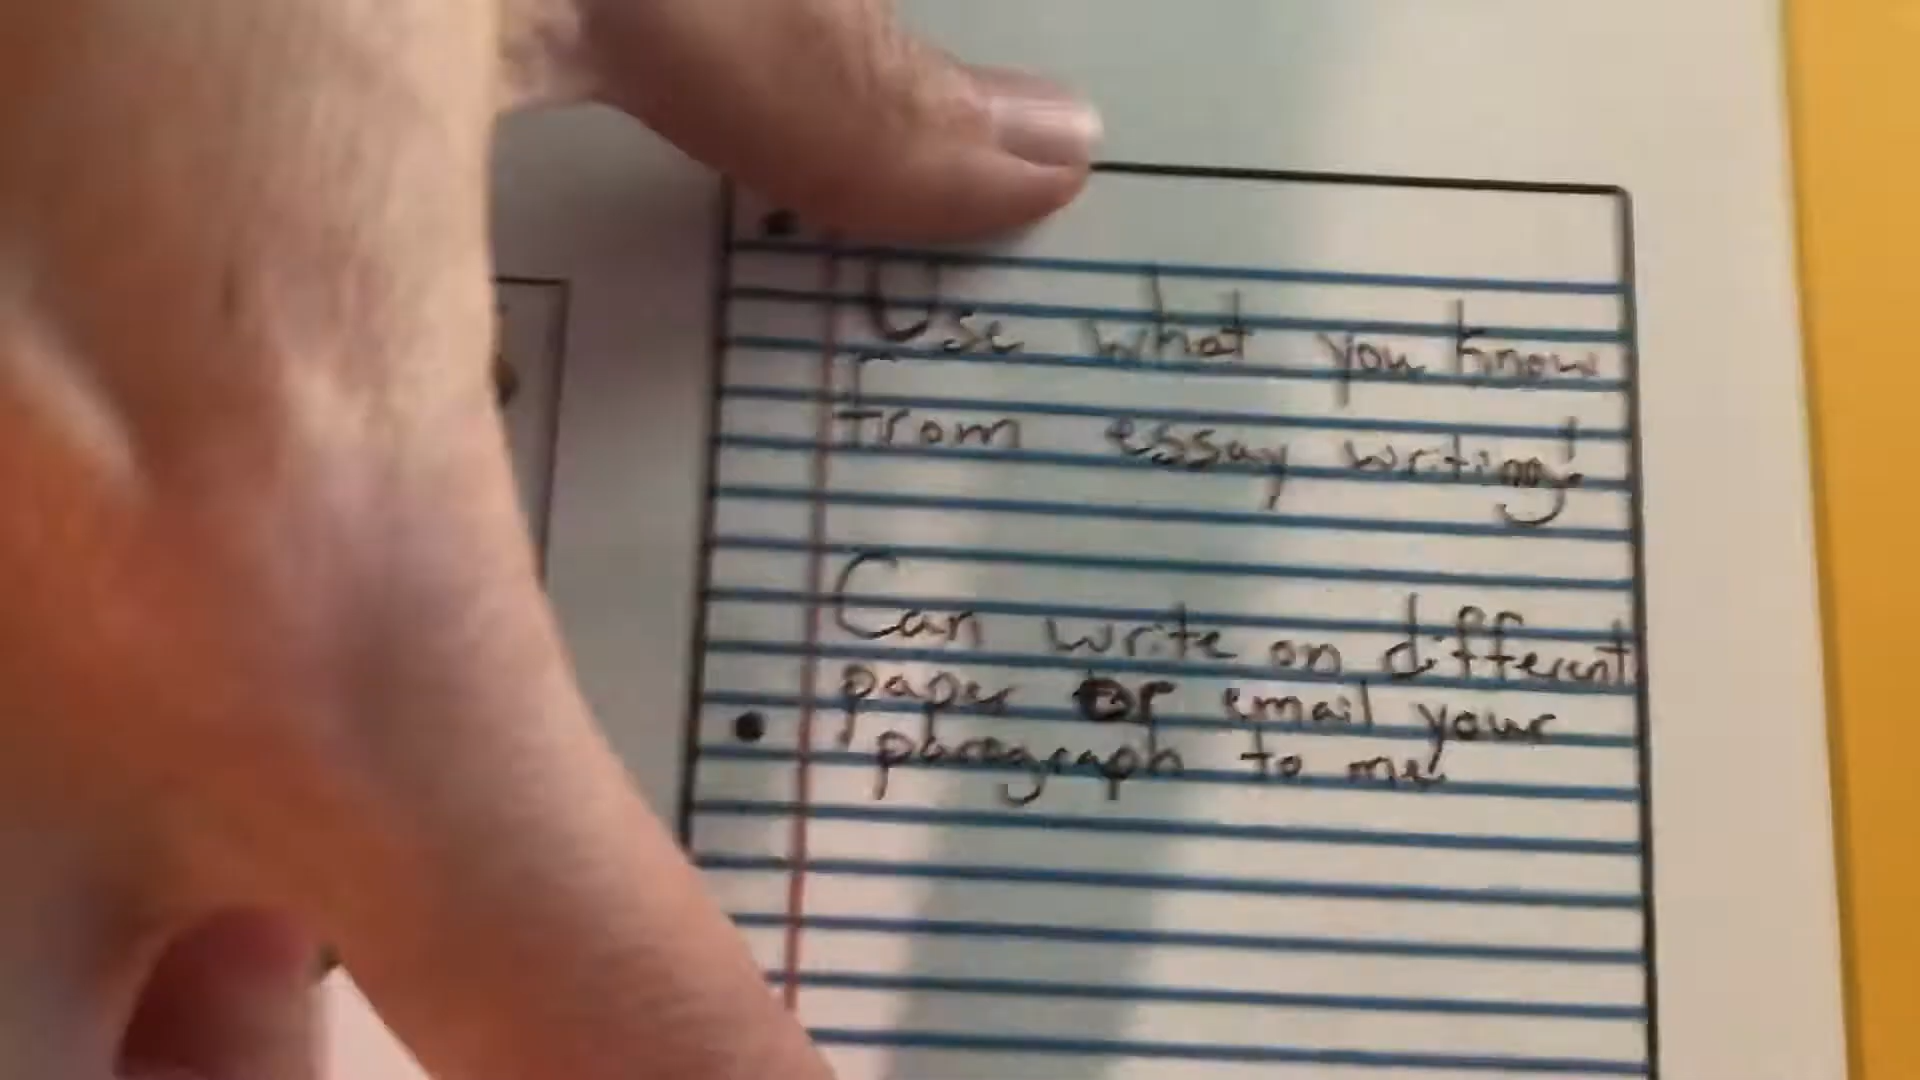 Use what you know
from essay writing!
Can write on different
paper or email your
paragraph to me!